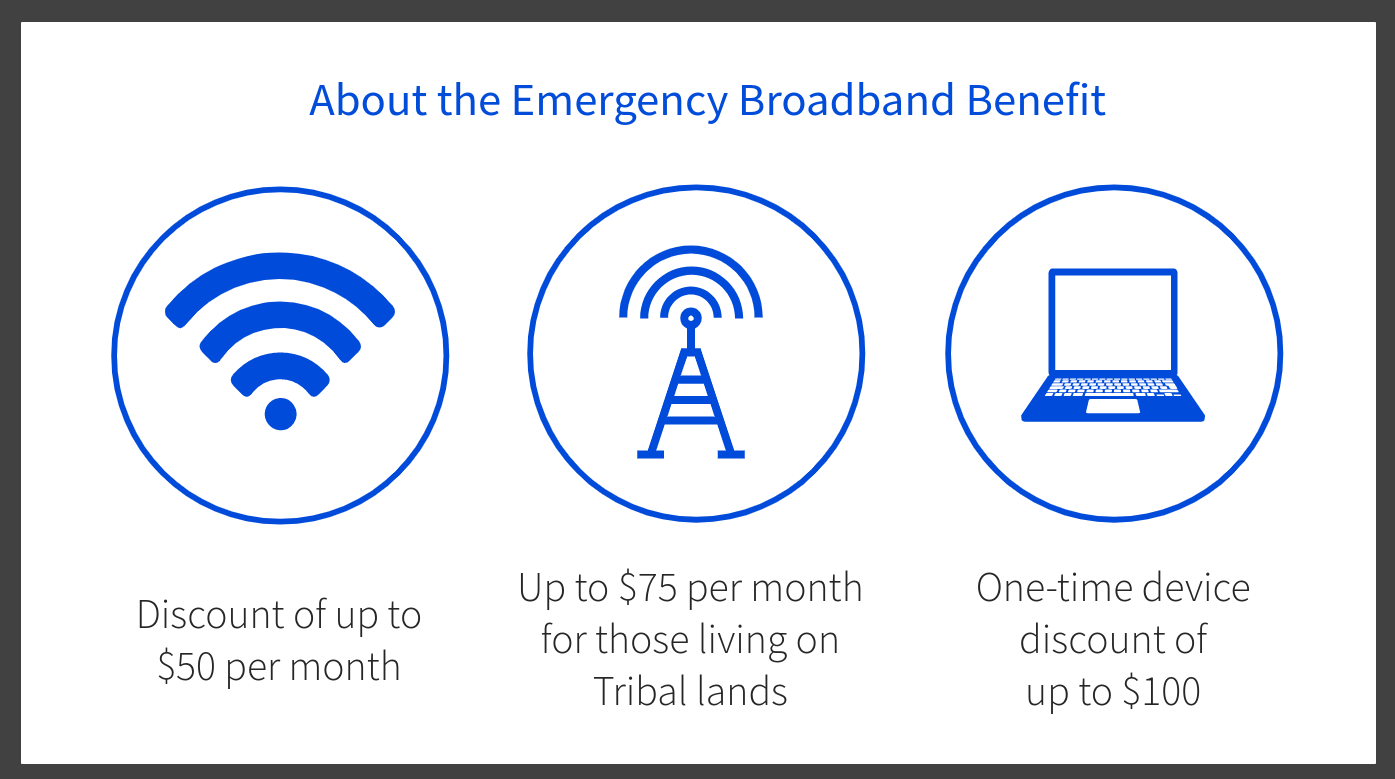 About the Emergency Broadband Benefit
Discount of up to
$50 per month
Up to $75 per month
for those living on
Tribal lands
One-time device
discount of
up to $100